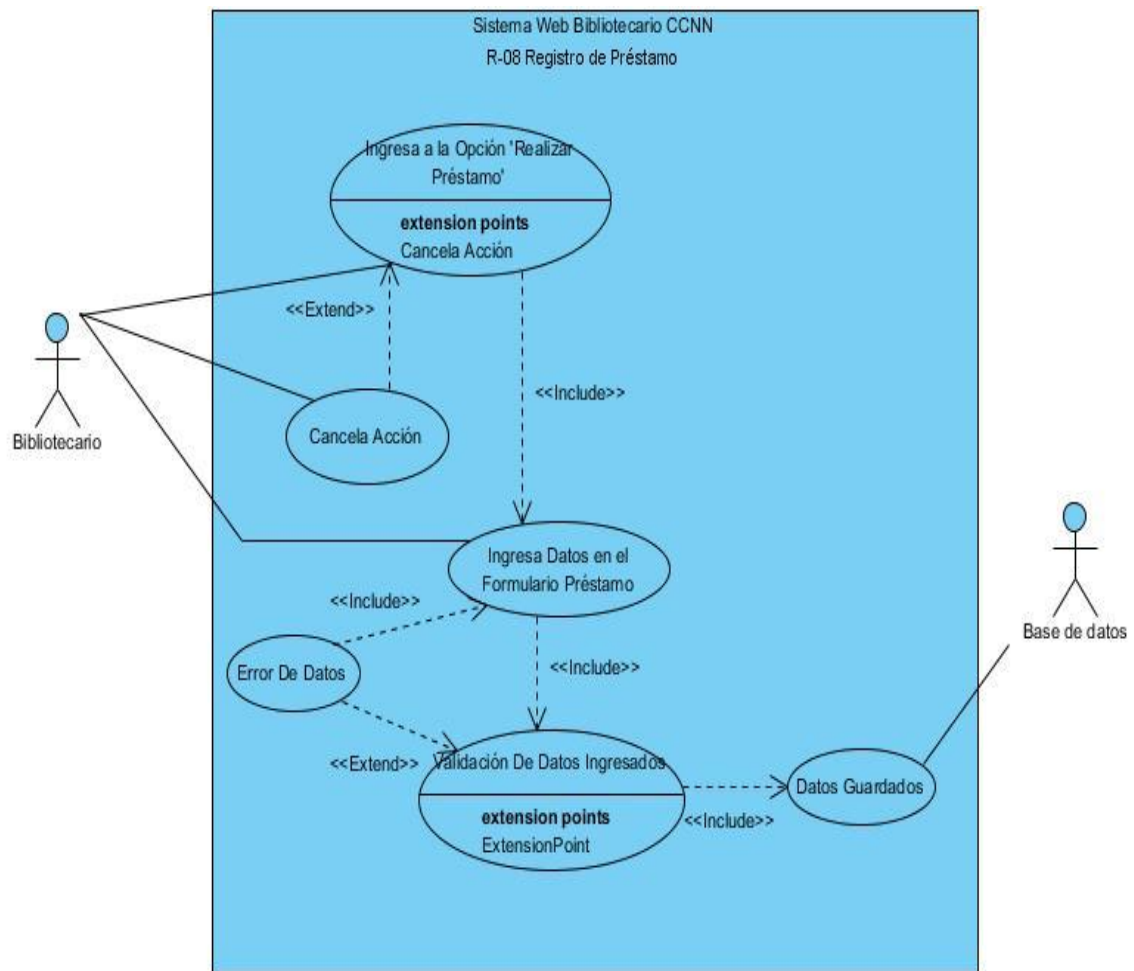 Sistema Web Bibliotecario CCNN
R-08 Registro de Préstamo
Ingresa a la Opción 'Realizar
Préstamo'
extension points
Cancela Acción
<<Extend>>
<<Include>>
Cancela Acción
Bibliotecario
Ingresa Datos en el
Formulario Préstamo
<<Include>>
Base de datos
Error De Datos
<<Include>>
<<Extend>>
Validación De Datos Ingresados
extension points
ExtensionPoint
<<Include>>
Datos Guardados